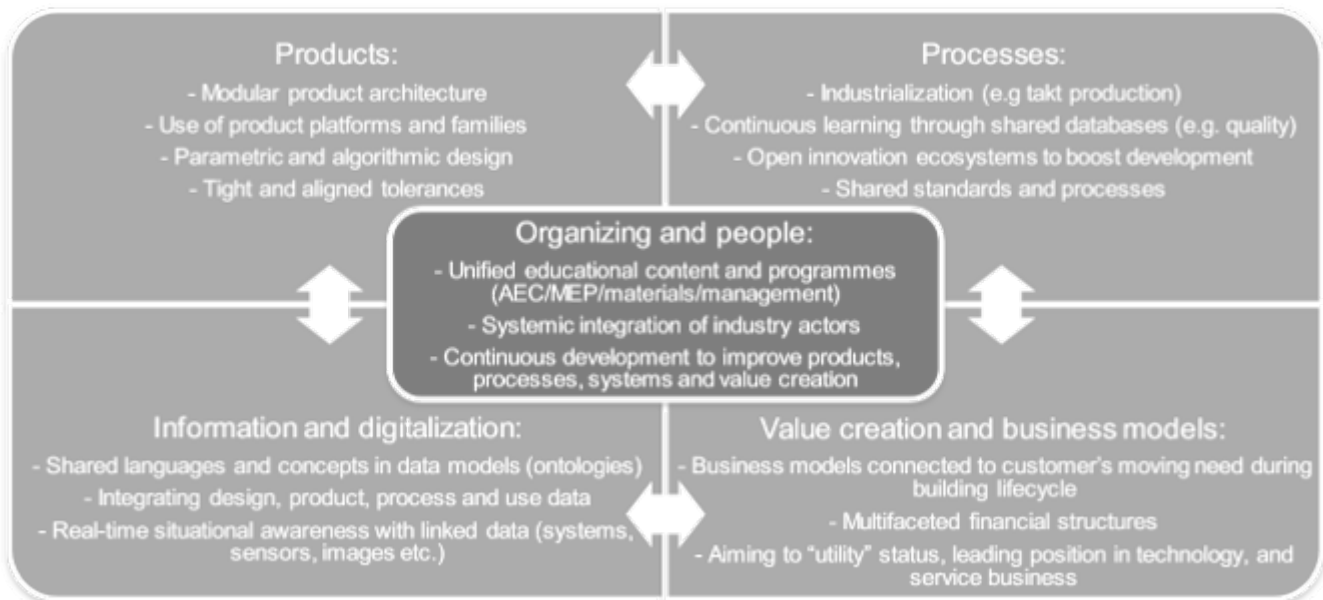 Products:
- Modular product architecture
- Use of product platforms and families
- Parametric and algorithmic design
- Tight and aligned tolerances
Processes:
- Industrialization (e.g takt production)
- Continuous learning through shared databases (e.g. quality)
- Open innovation ecosystems to boost development
- Shared standards and processes
Organizing and people:
- Unified educational content and programmes
(AEC/MEP/materials/management)
- Systemic integration of industry actors
- Continuous development to improve products,
processes, systems and value creation
Information and digitalization:
- Shared languages and concepts in data models (ontologies)
- Integrating design, product, process and use data
- Real-time situational awareness with linked data (systems,
sensors, images etc.)
Value creation and business models:
- Business models connected to customer's moving need during
building lifecycle
- Multifaceted financial structures
- Aiming to “utility” status, leading position in technology, and
service business